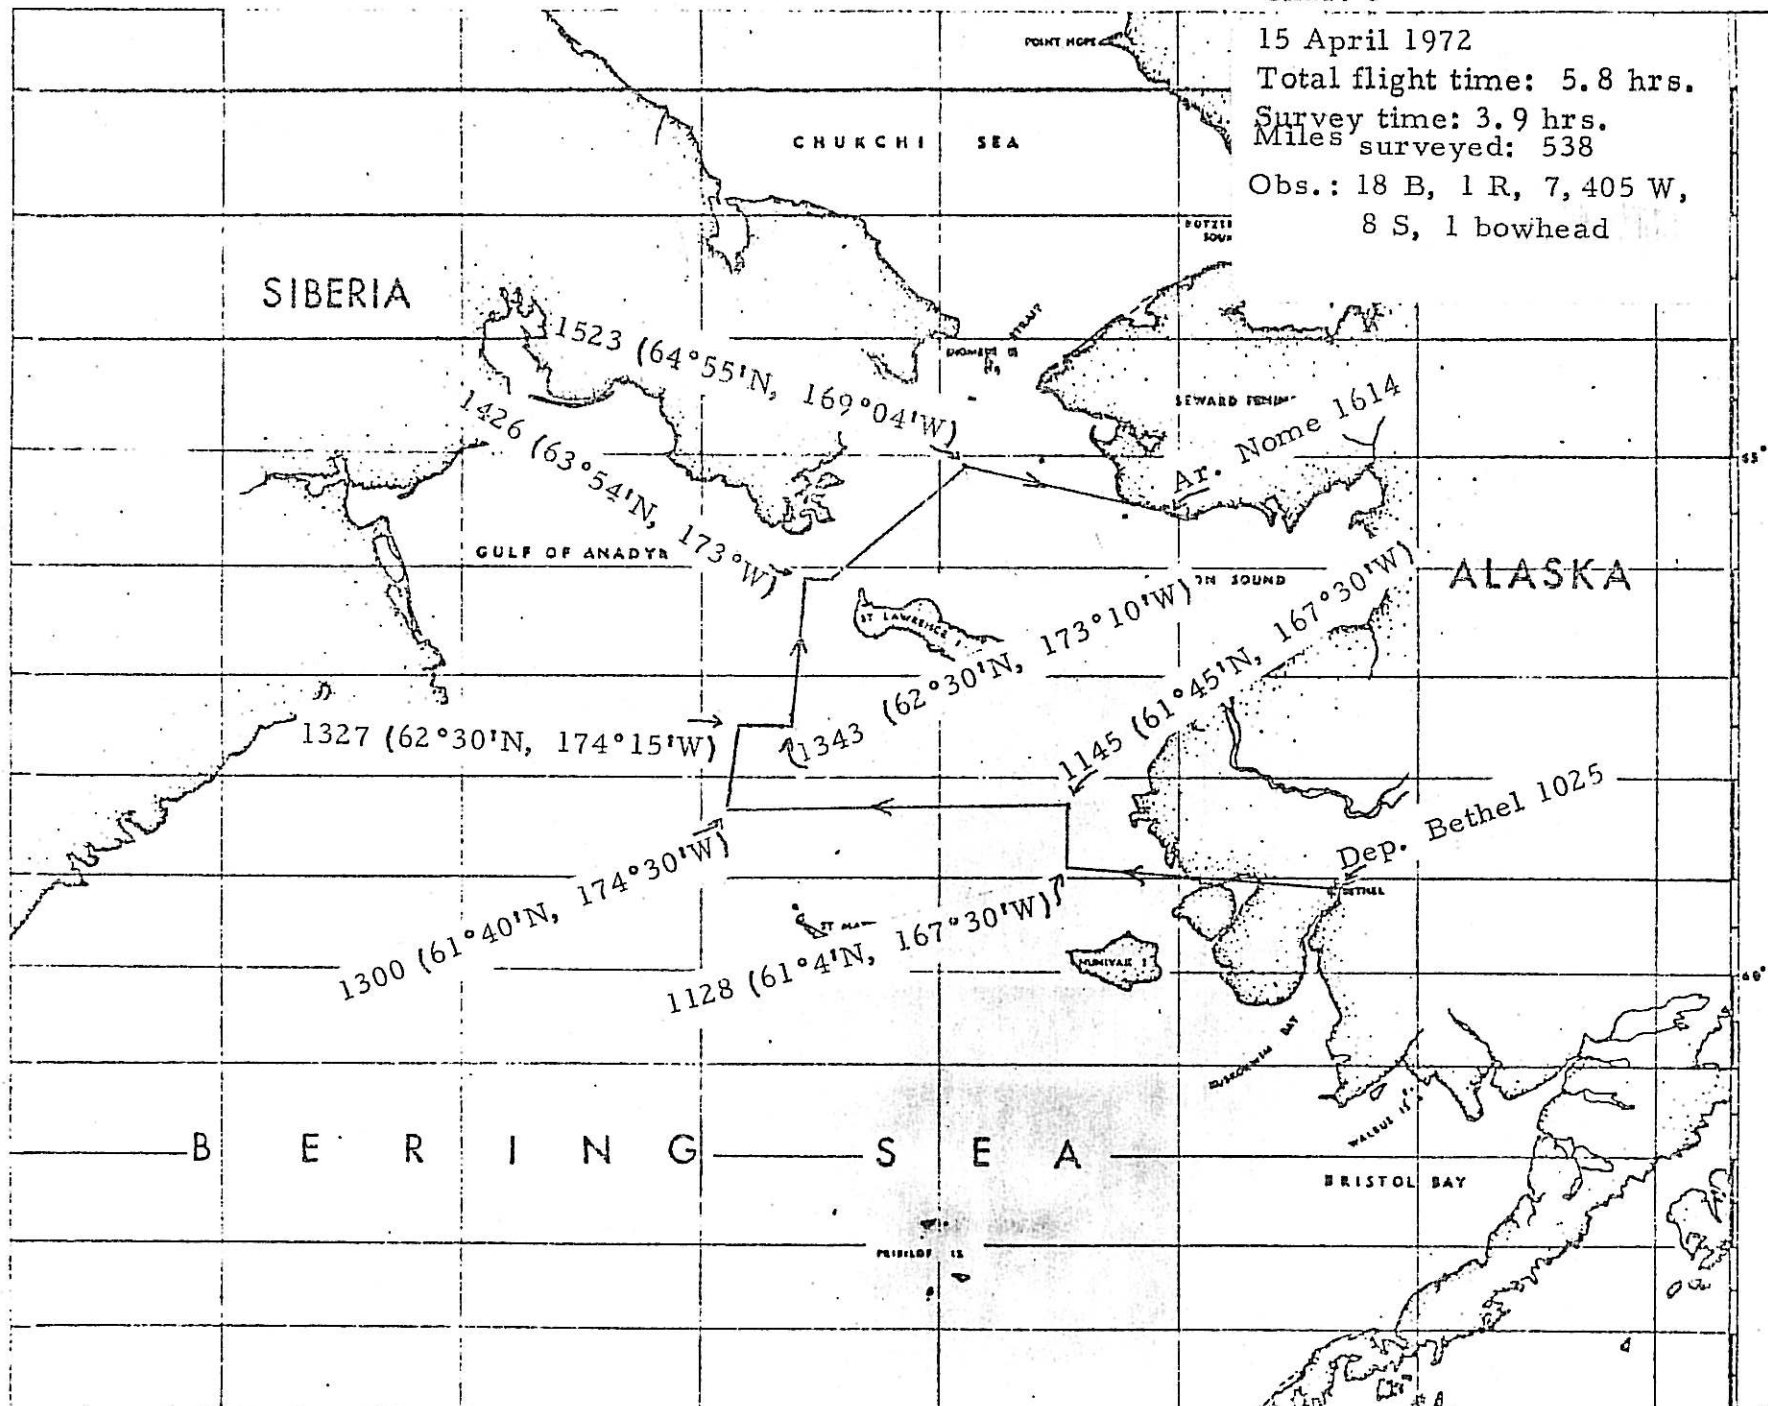 15 April 1972
Total flight time: 5.8 hrs.
Survey time: 3.9 hrs.
Miles surveyed: 538
Obs.: 18 B, 1 R, 7,405 W,
8 S, 1 bowhead
POINT HOPE
CHUKCHI SEA
SIBERIA
1523 (64°55'N, 169°04'W)
SEWARD
1426 (63°54'N, 173°W)
Ar. Nome 1614
65°
GULF OF ANADYR
SOUND
ALASKA
ST LAWRENCE I
1327 (62°30'N, 174°15'W)
1343 (62°30'N, 173°10'W)
1145 (61°45'N, 167°30'W)
Dep. Bethel 1025
BETHEL
1300 (61°40'N, 174°30'W)
1128 (61°4'N, 167°30'W)
NUNIVAK I
60°
KUSKOKWIM BAY
WALRUS IS
BERING SEA
BRISTOL BAY
PRIBILOF IS